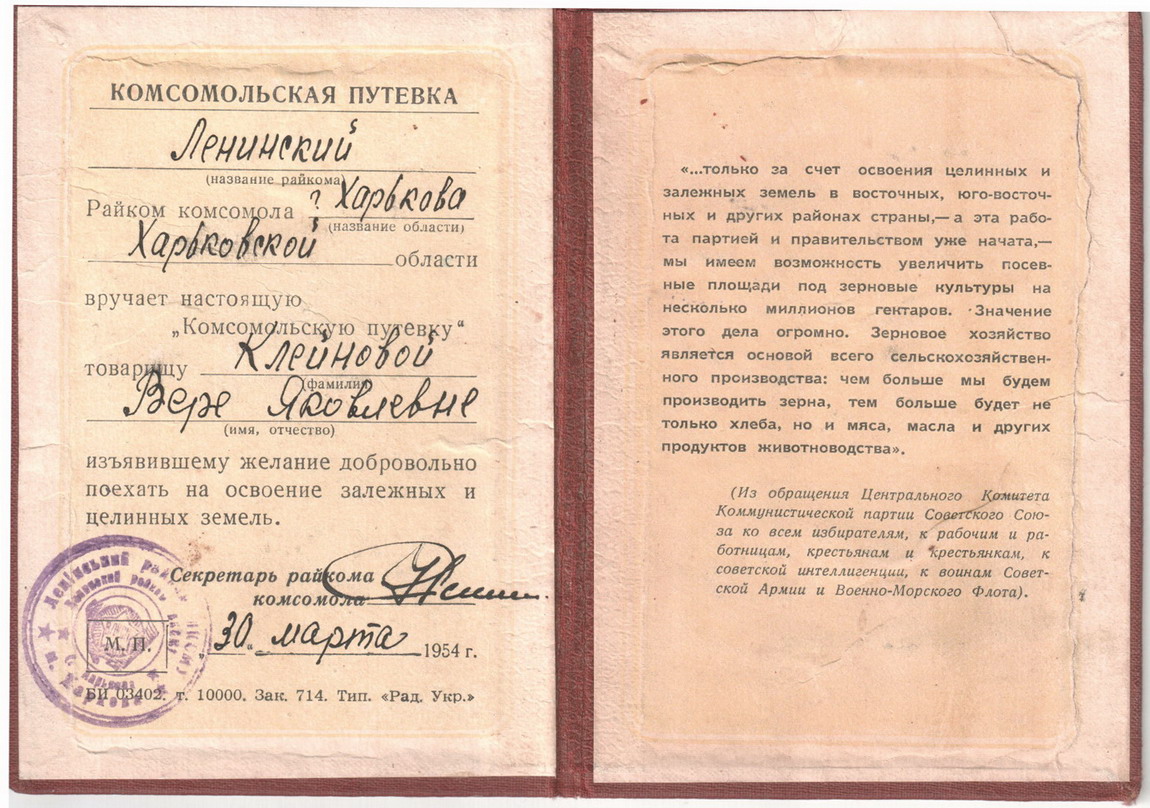 КОМСОМОЛЬСКАЯ ПУТЕВКА
Ленинский
(название райкома)
Райком комсомола г. Харькова
(название области)
Харьковской области
вручает настоящую
„Комсомольскую путевку“
товарищу Клейновой
(фамилия)
Вере Яковлевне
(имя, отчество)
изъявившему желание добровольно
поехать на освоение залежных и
целинных земель.
Секретарь райкома
комсомола
М. П.
„30“ марта 1954 г.
БИ 03402. т. 10000. Зак. 714. Тип. «Рад. Укр.»
«...только за счет освоения целинных и
залежных земель в восточных, юго-восточ-
ных и других районах страны,— а эта рабо-
та партией и правительством уже начата,—
мы имеем возможность увеличить посев-
ные площади под зерновые культуры на
несколько миллионов гектаров. Значение
этого дела огромно. Зерновое хозяйство
является основой всего сельскохозяйствен-
ного производства: чем больше мы будем
производить зерна, тем больше будет не
только хлеба, но и мяса, масла и других
продуктов животноводства».
(Из обращения Центрального Комитета
Коммунистической партии Советского Сою-
за ко всем избирателям, к рабочим и ра-
ботницам, крестьянам и крестьянкам, к
советской интеллигенции, к воинам Совет-
ской Армии и Военно-Морского Флота).